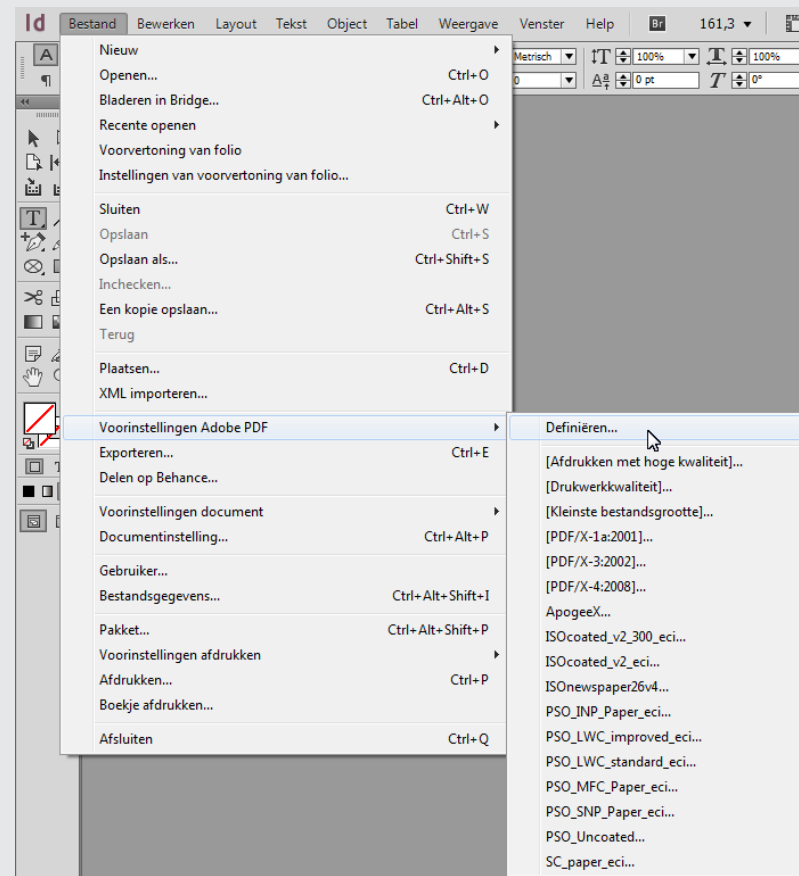 Id Bestand Bewerken Layout Tekst Object Tabel Weergave Venster Help Br 161,3
A Metrisch 100% 100%
¶ 0 0 pt 0°
Nieuw
Openen... Ctrl+O
Bladeren in Bridge... Ctrl+Alt+O
Recente openen
Voorvertoning van folio
Instellingen van voorvertoning van folio...
Sluiten Ctrl+W
Opslaan Ctrl+S
Opslaan als... Ctrl+Shift+S
Inchecken...
Een kopie opslaan... Ctrl+Alt+S
Terug
Plaatsen... Ctrl+D
XML importeren...
Voorinstellingen Adobe PDF
Exporteren... Ctrl+E
Delen op Behance...
Voorinstellingen document
Documentinstelling... Ctrl+Alt+P
Gebruiker...
Bestandsgegevens... Ctrl+Alt+Shift+I
Pakket... Ctrl+Alt+Shift+P
Voorinstellingen afdrukken
Afdrukken... Ctrl+P
Boekje afdrukken...
Afsluiten Ctrl+Q
Definiëren...
[Afdrukken met hoge kwaliteit]...
[Drukwerkkwaliteit]...
[Kleinste bestandsgrootte]...
[PDF/X-1a:2001]...
[PDF/X-3:2002]...
[PDF/X-4:2008]...
ApogeeX...
ISOcoated_v2_300_eci...
ISOcoated_v2_eci...
ISOnewspaper26v4...
PSO_INP_Paper_eci...
PSO_LWC_improved_eci...
PSO_LWC_standard_eci...
PSO_MFC_Paper_eci...
PSO_SNP_Paper_eci...
PSO_Uncoated...
SC_paper_eci...